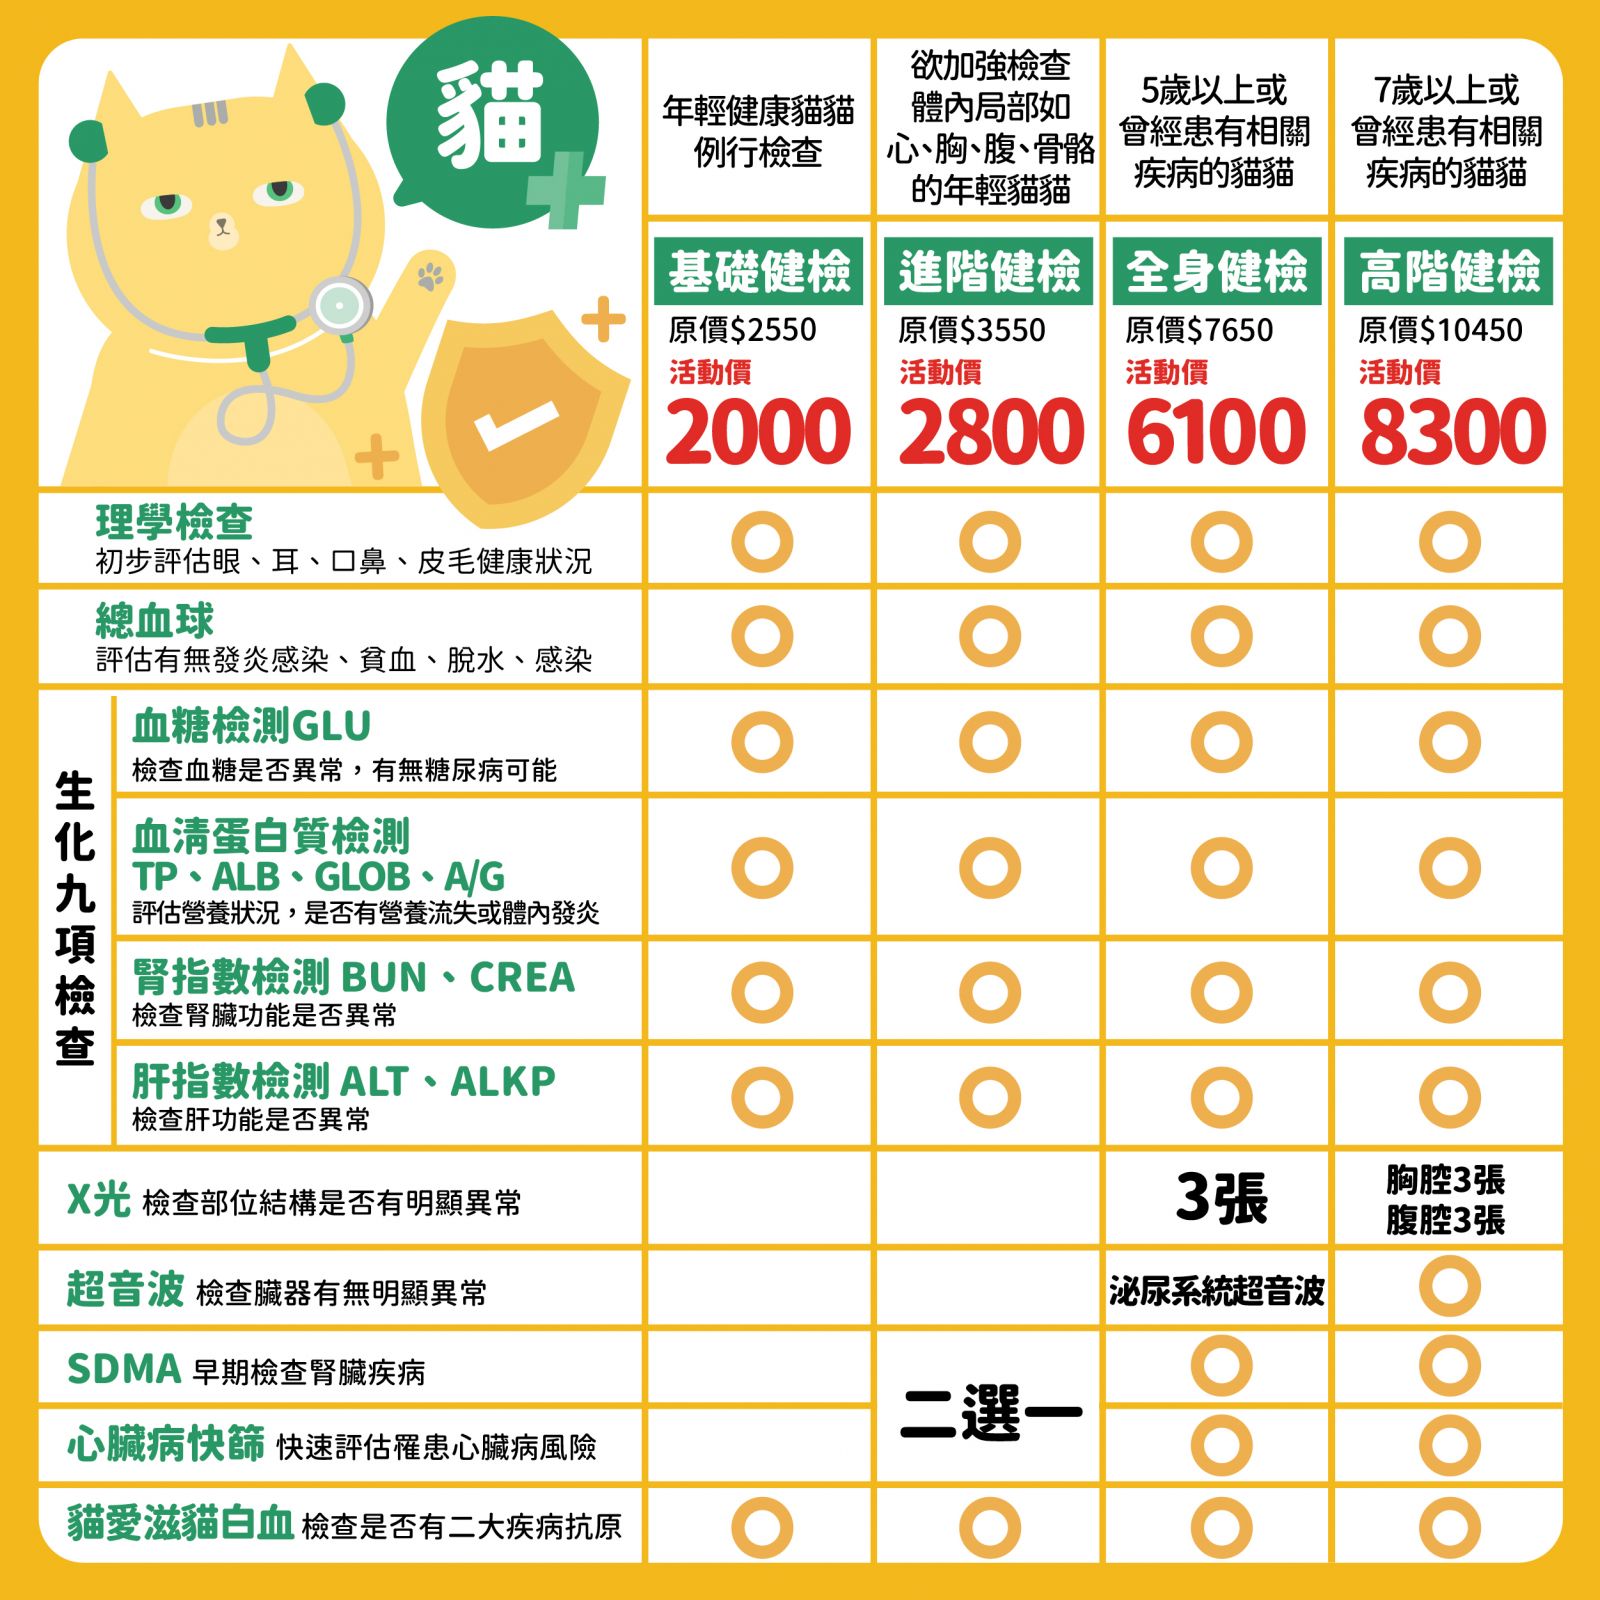 貓
年輕健康貓貓
例行檢查
欲加強檢查
體內局部如
心、胸、腹、骨骼
的年輕貓貓
5歲以上或
曾經患有相關
疾病的貓貓
7歲以上或
曾經患有相關
疾病的貓貓
基礎健檢
原價$2550
活動價
2000
進階健檢
原價$3550
活動價
2800
全身健檢
原價$7650
活動價
6100
高階健檢
原價$10450
活動價
8300
理學檢查
初步評估眼、耳、口鼻、皮毛健康狀況
總血球
評估有無發炎感染、貧血、脫水、感染
生化九項檢查
血糖檢測GLU
檢查血糖是否異常，有無糖尿病可能
血清蛋白質檢測
TP、ALB、GLOB、A/G
評估營養狀況，是否有營養流失或體內發炎
腎指數檢測 BUN、CREA
檢查腎臟功能是否異常
肝指數檢測 ALT、ALKP
檢查肝功能是否異常
X光 檢查部位結構是否有明顯異常
3張
胸腔3張
腹腔3張
超音波 檢查臟器有無明顯異常
泌尿系統超音波
SDMA 早期檢查腎臟疾病
二選一
心臟病快篩 快速評估罹患心臟病風險
貓愛滋貓白血 檢查是否有二大疾病抗原